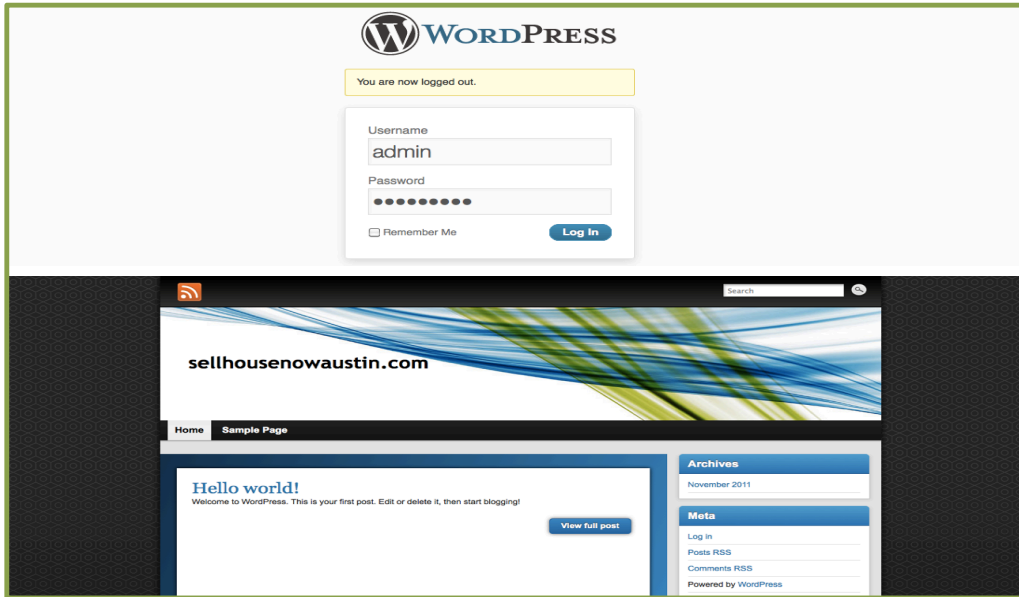 WORDPRESS
You are now logged out.
Username
admin
Password
Remember Me
Log In
Search
sellhousenowaustin.com
Home Sample Page
Hello world!
Welcome to WordPress. This is your first post. Edit or delete it, then start blogging!
View full post
Archives
November 2011
Meta
Log in
Posts RSS
Comments RSS
Powered by WordPress